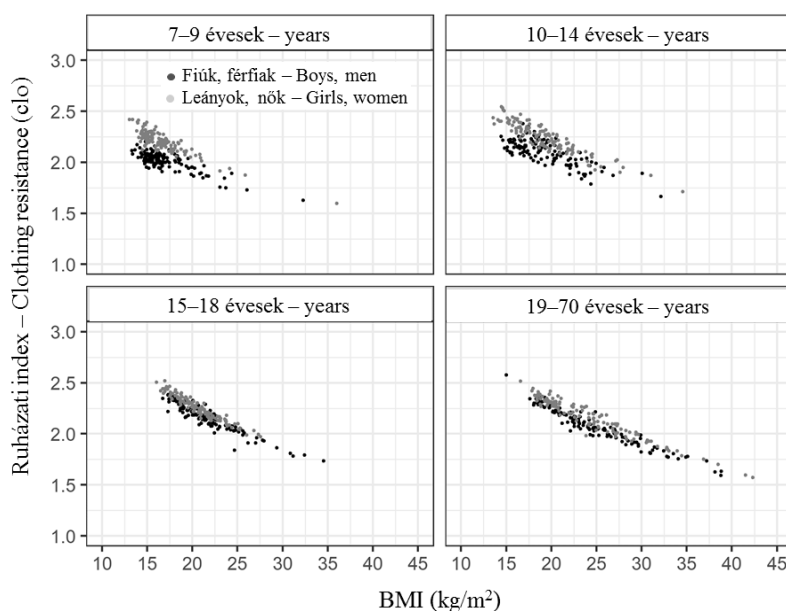 7–9 évesek – years
10–14 évesek – years
Fiúk, férfiak – Boys, men
Leányok, nők – Girls, women
3.0
2.5
2.0
1.5
1.0
15–18 évesek – years
19–70 évesek – years
3.0
2.5
2.0
1.5
1.0
Ruházati index – Clothing resistance (clo)
10 15 20 25 30 35 40 45 10 15 20 25 30 35 40 45
BMI (kg/m²)